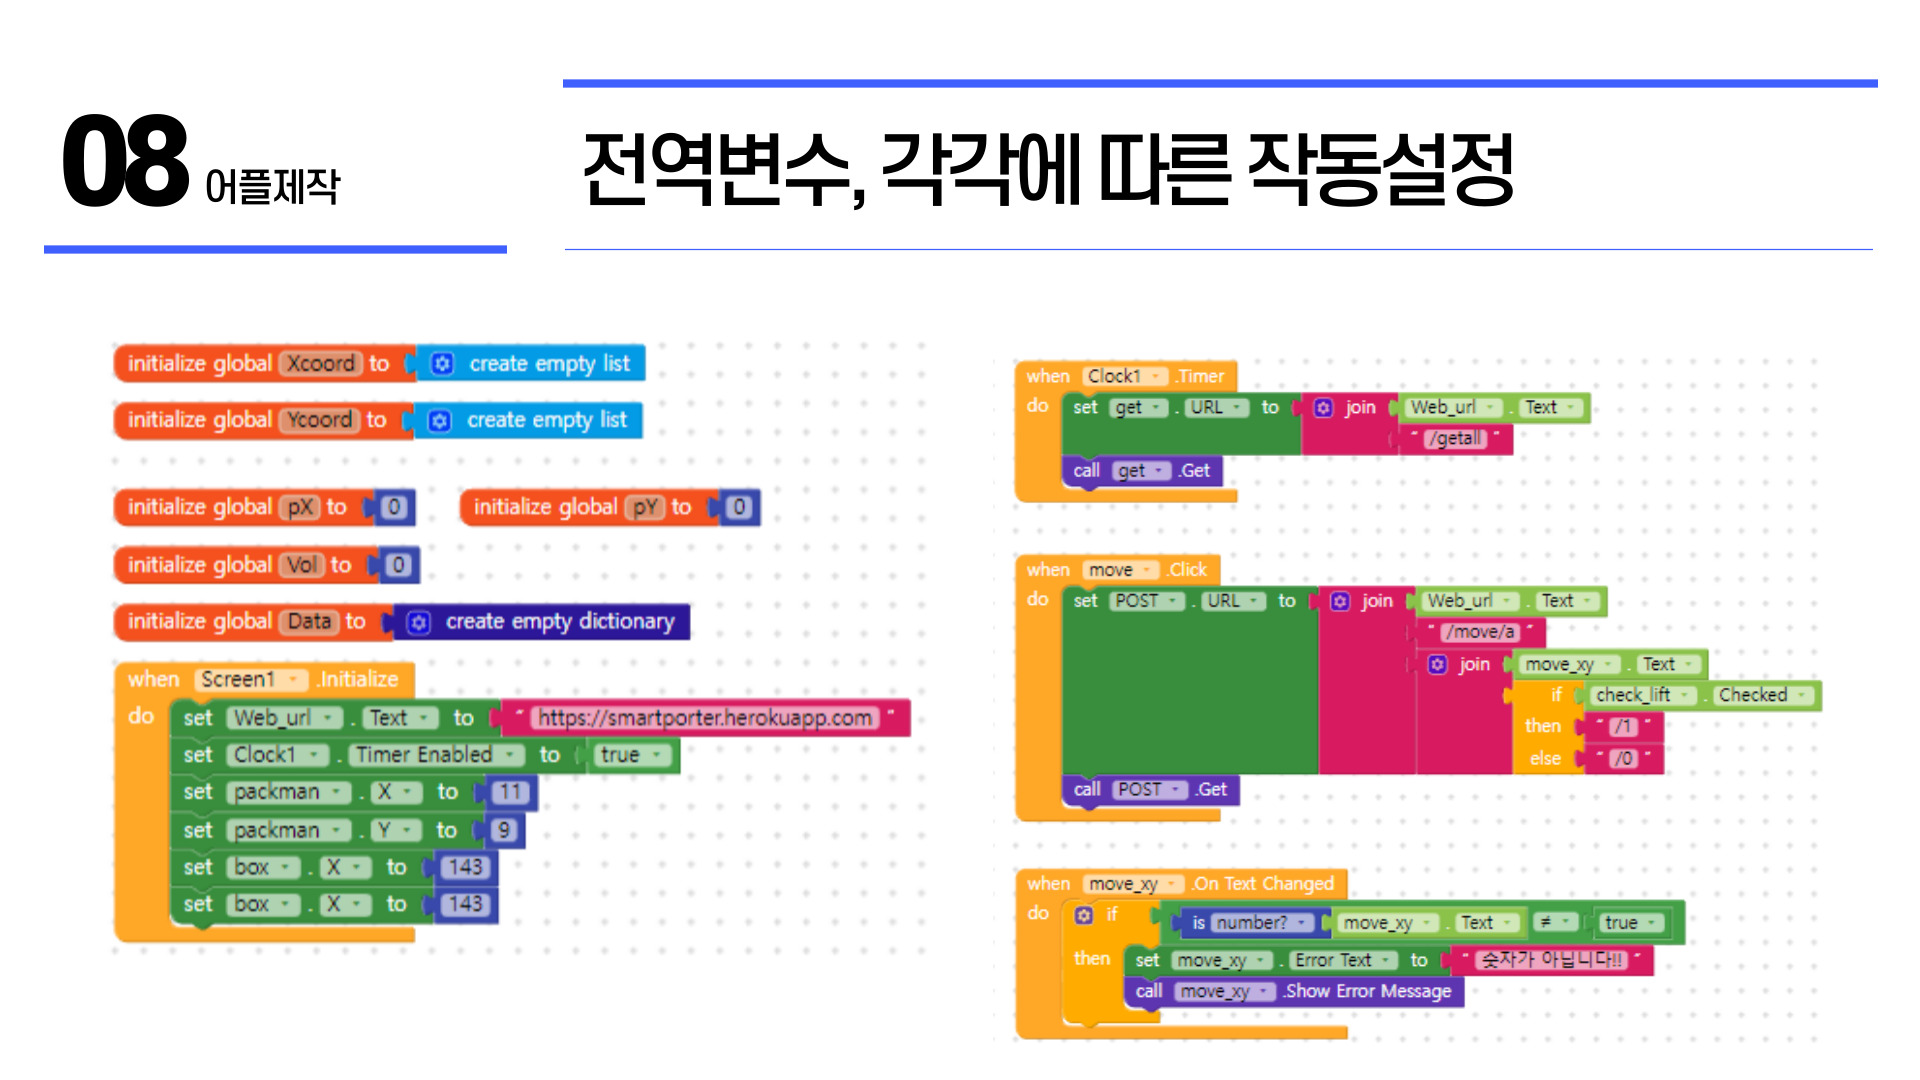 08 어플제작
전역변수, 각각에 따른 작동설정
initialize global Xcoord to create empty list
initialize global Ycoord to create empty list
initialize global pX to 0
initialize global pY to 0
initialize global Vol to 0
initialize global Data to create empty dictionary
when Screen1 .Initialize
do set Web_url . Text to " https://smartporter.herokuapp.com "
set Clock1 . Timer Enabled to true
set packman . X to 11
set packman . Y to 9
set box . X to 143
set box . X to 143
when Clock1 .Timer
do set get . URL to join Web_url . Text
" /getall "
call get .Get
when move .Click
do set POST . URL to join Web_url . Text
" /move/a "
join move_xy . Text
if check_lift . Checked
then " /1 "
else " /0 "
call POST .Get
when move_xy .On Text Changed
do if is number? move_xy . Text ≠ true
then set move_xy . Error Text to " 숫자가 아닙니다!! "
call move_xy .Show Error Message